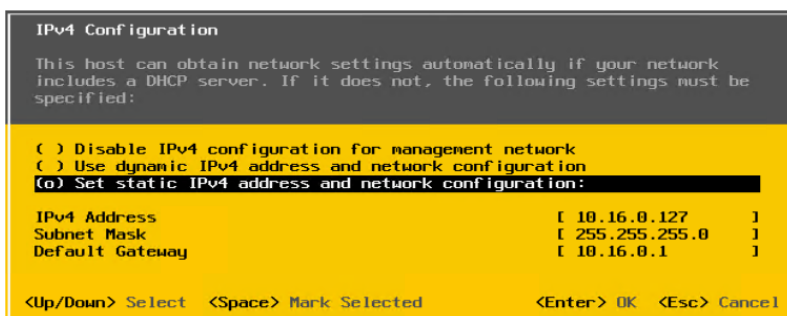 IPv4 Configuration
This host can obtain network settings automatically if your network
includes a DHCP server. If it does not, the following settings must be
specified:
( ) Disable IPv4 configuration for management network
( ) Use dynamic IPv4 address and network configuration
(o) Set static IPv4 address and network configuration:
IPv4 Address [ 10.16.0.127 ]
Subnet Mask [ 255.255.255.0 ]
Default Gateway [ 10.16.0.1 ]
<Up/Down> Select <Space> Mark Selected <Enter> OK <Esc> Cancel